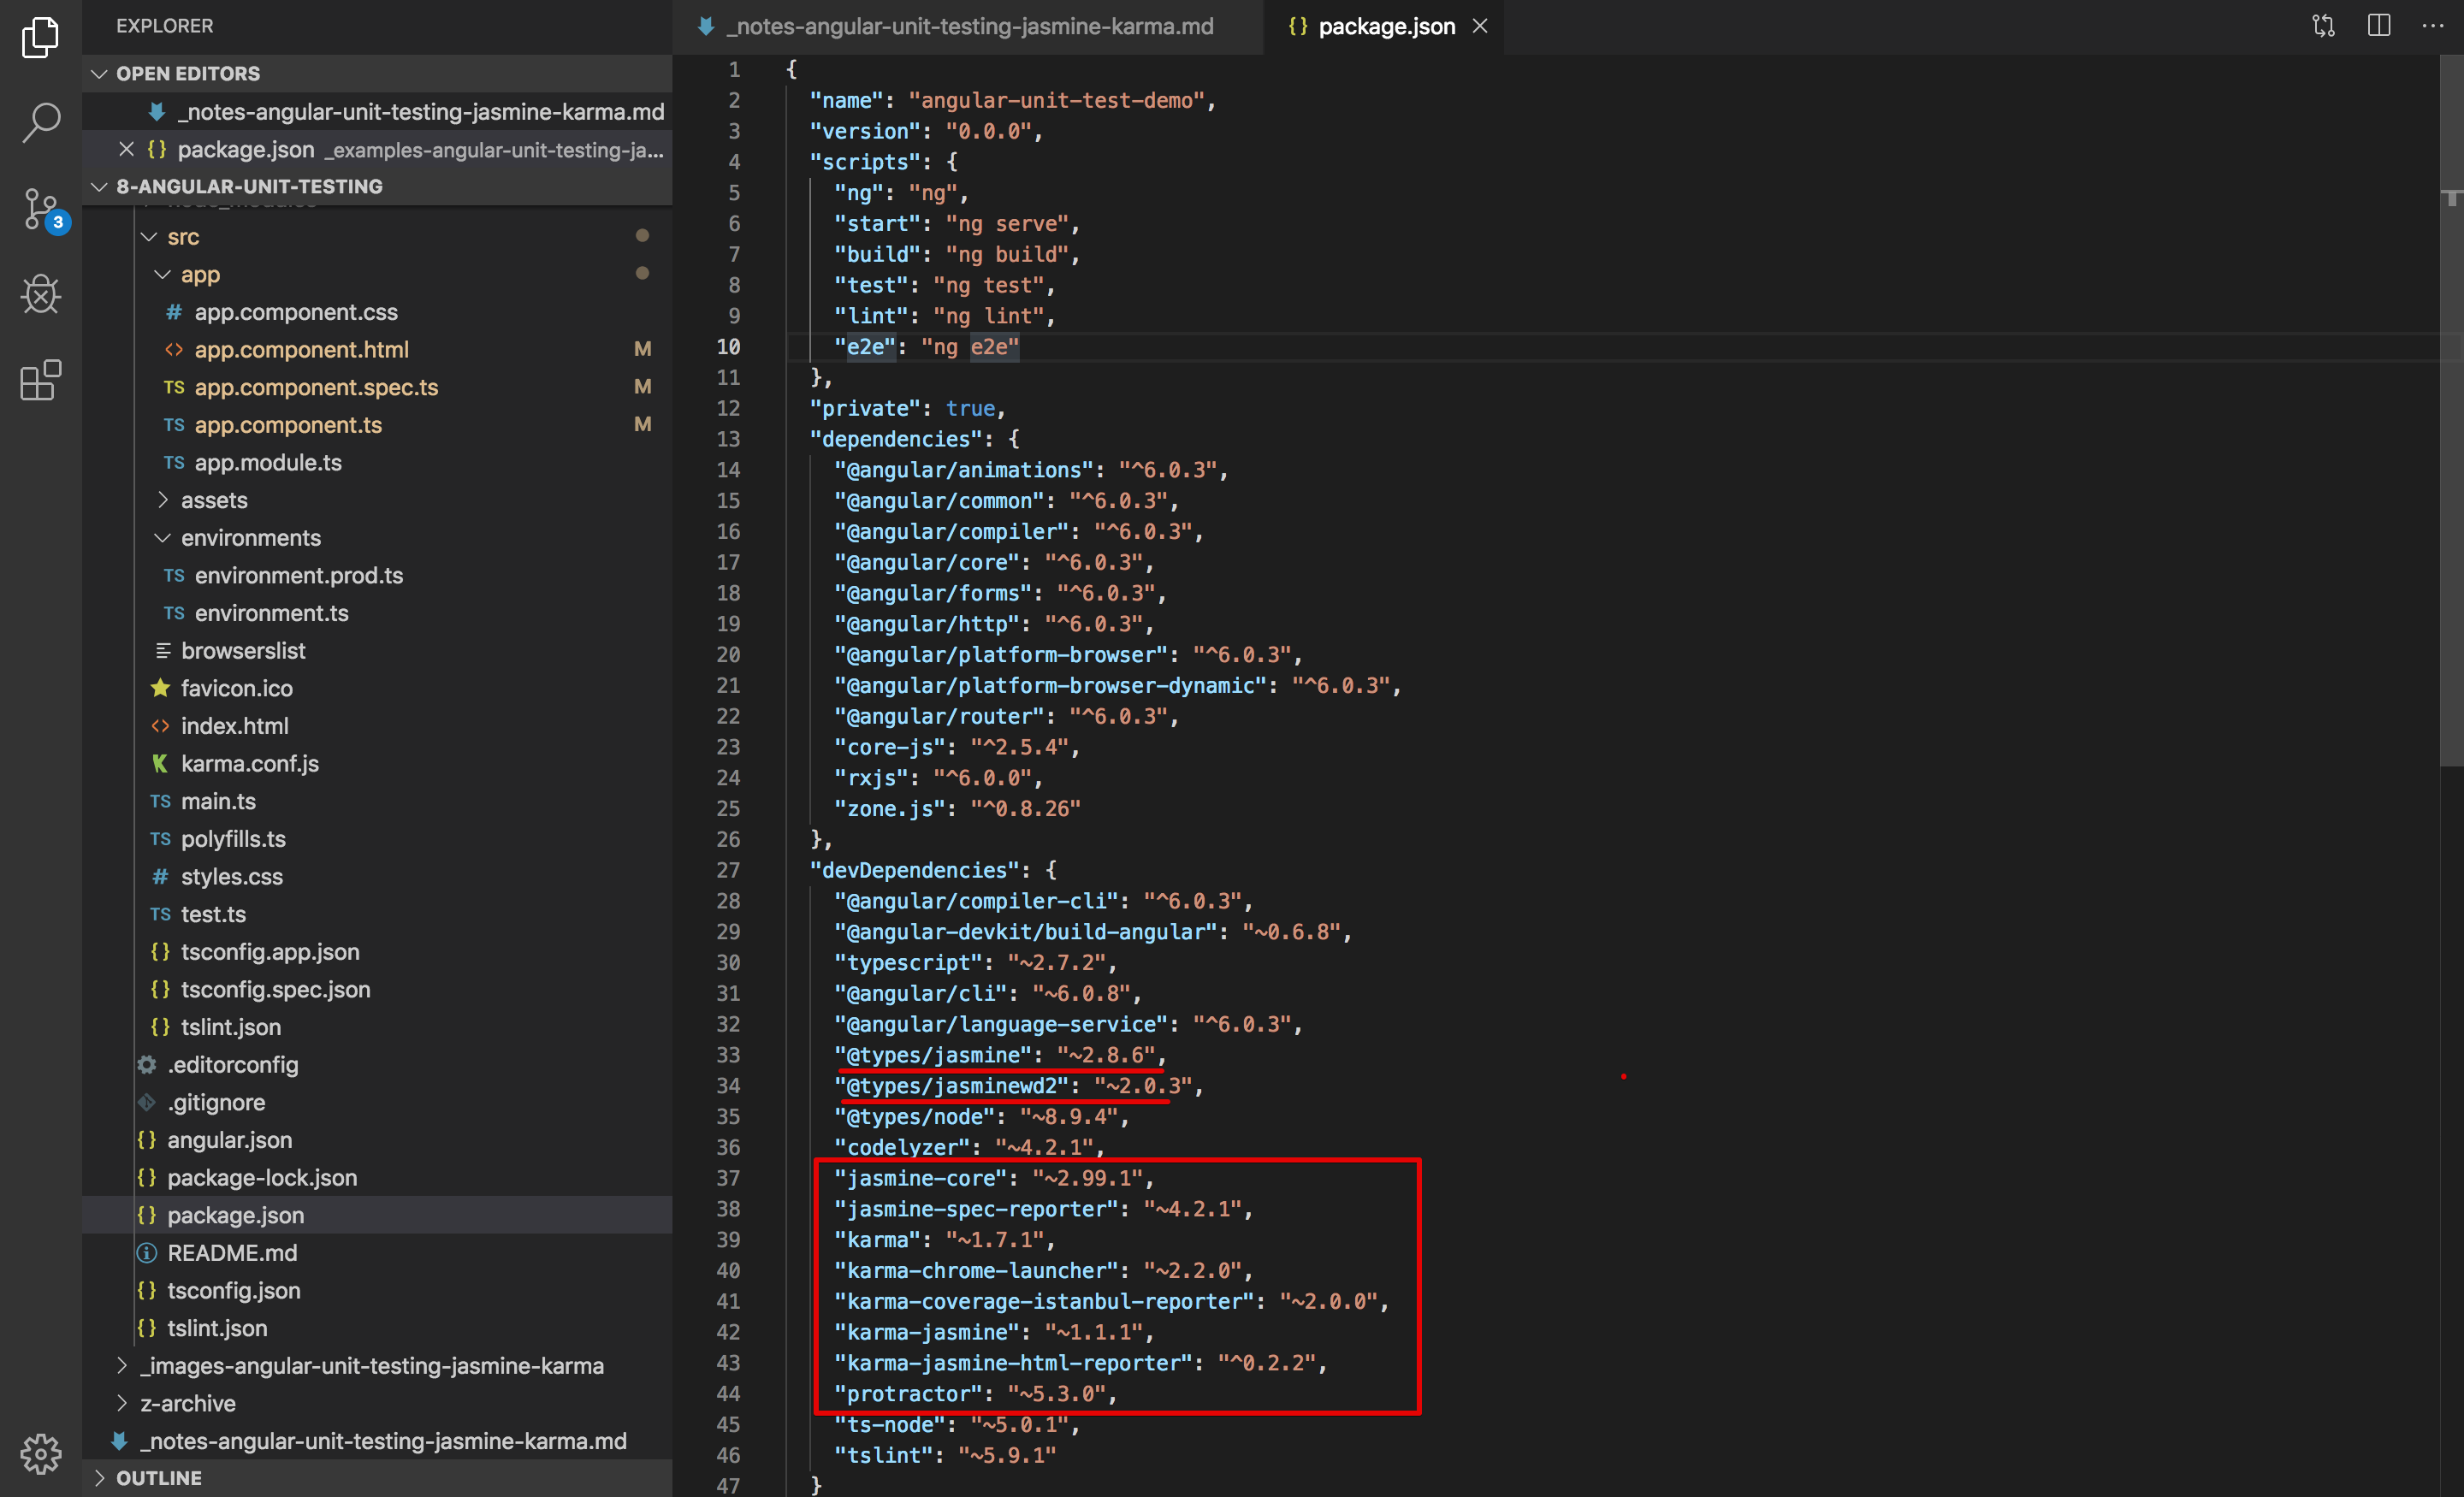 EXPLORER
OPEN EDITORS
_notes-angular-unit-testing-jasmine-karma.md
{} package.json _examples-angular-unit-testing-ja...
8-ANGULAR-UNIT-TESTING
3
src
app
# app.component.css
<> app.component.html M
TS app.component.spec.ts M
TS app.component.ts M
TS app.module.ts
assets
environments
TS environment.prod.ts
TS environment.ts
browserslist
favicon.ico
<> index.html
karma.conf.js
TS main.ts
TS polyfills.ts
# styles.css
TS test.ts
{} tsconfig.app.json
{} tsconfig.spec.json
{} tslint.json
.editorconfig
.gitignore
{} angular.json
{} package-lock.json
{} package.json
README.md
{} tsconfig.json
{} tslint.json
_images-angular-unit-testing-jasmine-karma
z-archive
_notes-angular-unit-testing-jasmine-karma.md
OUTLINE
_notes-angular-unit-testing-jasmine-karma.md
{} package.json
1 {
2 "name": "angular-unit-test-demo",
3 "version": "0.0.0",
4 "scripts": {
5 "ng": "ng",
6 "start": "ng serve",
7 "build": "ng build",
8 "test": "ng test",
9 "lint": "ng lint",
10 "e2e": "ng e2e"
11 },
12 "private": true,
13 "dependencies": {
14 "@angular/animations": "^6.0.3",
15 "@angular/common": "^6.0.3",
16 "@angular/compiler": "^6.0.3",
17 "@angular/core": "^6.0.3",
18 "@angular/forms": "^6.0.3",
19 "@angular/http": "^6.0.3",
20 "@angular/platform-browser": "^6.0.3",
21 "@angular/platform-browser-dynamic": "^6.0.3",
22 "@angular/router": "^6.0.3",
23 "core-js": "^2.5.4",
24 "rxjs": "^6.0.0",
25 "zone.js": "^0.8.26"
26 },
27 "devDependencies": {
28 "@angular/compiler-cli": "^6.0.3",
29 "@angular-devkit/build-angular": "~0.6.8",
30 "typescript": "~2.7.2",
31 "@angular/cli": "~6.0.8",
32 "@angular/language-service": "^6.0.3",
33 "@types/jasmine": "~2.8.6",
34 "@types/jasminewd2": "~2.0.3",
35 "@types/node": "~8.9.4",
36 "codelyzer": "~4.2.1",
37 "jasmine-core": "~2.99.1",
38 "jasmine-spec-reporter": "~4.2.1",
39 "karma": "~1.7.1",
40 "karma-chrome-launcher": "~2.2.0",
41 "karma-coverage-istanbul-reporter": "~2.0.0",
42 "karma-jasmine": "~1.1.1",
43 "karma-jasmine-html-reporter": "^0.2.2",
44 "protractor": "~5.3.0",
45 "ts-node": "~5.0.1",
46 "tslint": "~5.9.1"
47 }